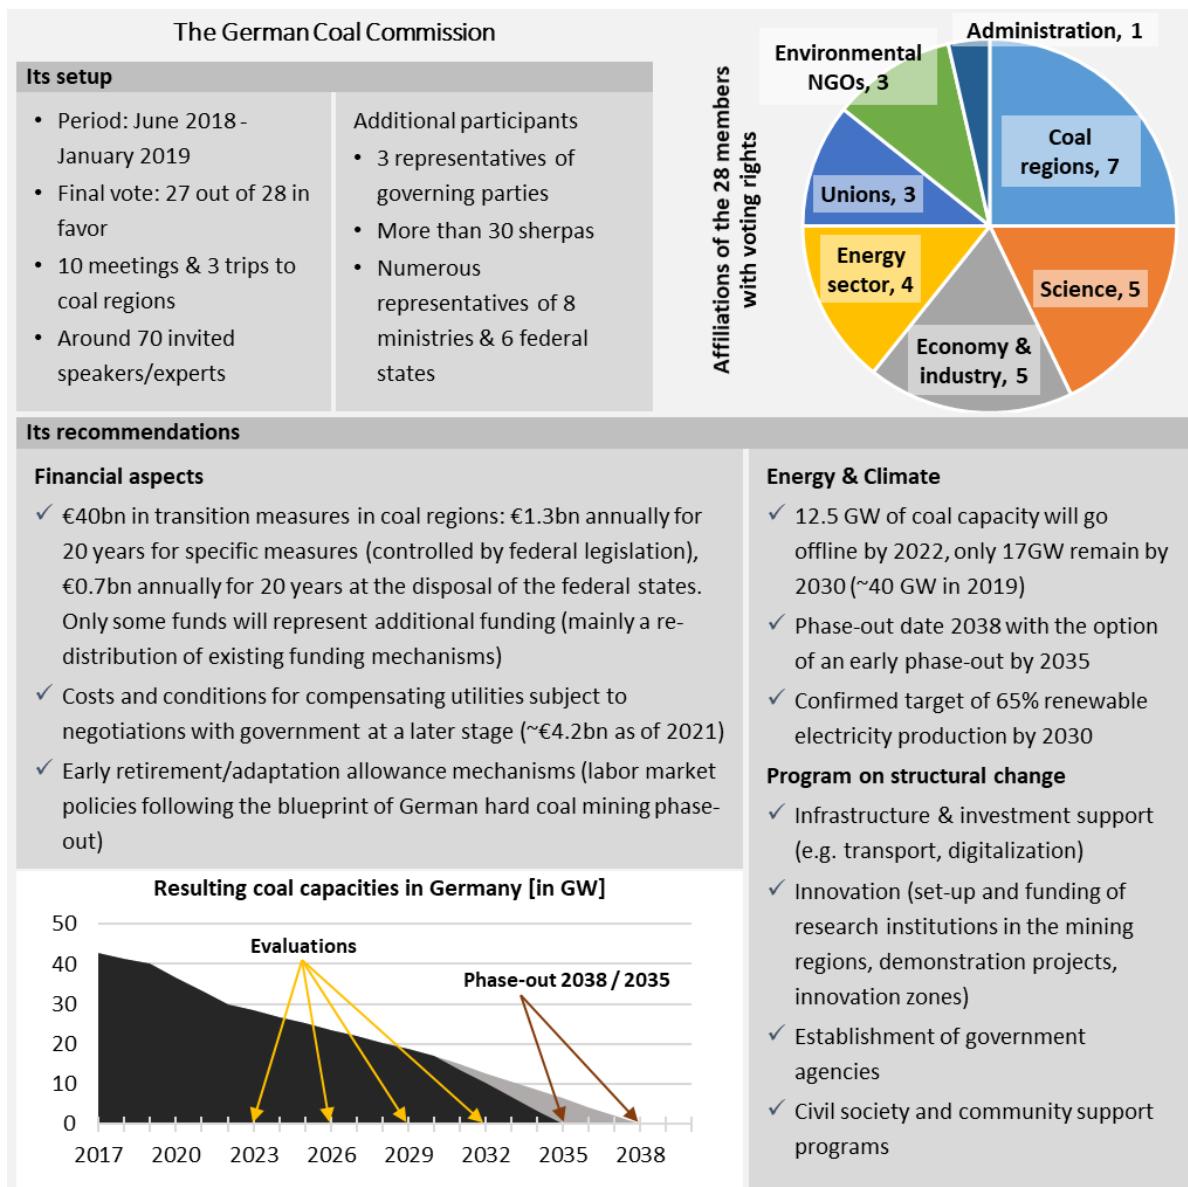 The German Coal Commission
Its setup
• Period: June 2018 -
January 2019
• Final vote: 27 out of 28 in
favor
• 10 meetings & 3 trips to
coal regions
• Around 70 invited
speakers/experts
Additional participants
• 3 representatives of
governing parties
• More than 30 sherpas
• Numerous
representatives of 8
ministries & 6 federal
states
Affiliations of the 28 members
with voting rights
Administration, 1
Environmental
NGOs, 3
Coal
regions, 7
Unions, 3
Energy
sector, 4
Science, 5
Economy &
industry, 5
Its recommendations
Financial aspects
✓ €40bn in transition measures in coal regions: €1.3bn annually for
20 years for specific measures (controlled by federal legislation),
€0.7bn annually for 20 years at the disposal of the federal states.
Only some funds will represent additional funding (mainly a re-
distribution of existing funding mechanisms)
✓ Costs and conditions for compensating utilities subject to
negotiations with government at a later stage (~€4.2bn as of 2021)
✓ Early retirement/adaptation allowance mechanisms (labor market
policies following the blueprint of German hard coal mining phase-
out)
Energy & Climate
✓ 12.5 GW of coal capacity will go
offline by 2022, only 17GW remain by
2030 (~40 GW in 2019)
✓ Phase-out date 2038 with the option
of an early phase-out by 2035
✓ Confirmed target of 65% renewable
electricity production by 2030
Program on structural change
✓ Infrastructure & investment support
(e.g. transport, digitalization)
✓ Innovation (set-up and funding of
research institutions in the mining
regions, demonstration projects,
innovation zones)
✓ Establishment of government
agencies
✓ Civil society and community support
programs
Resulting coal capacities in Germany [in GW]
50
40
30
20
10
0
Evaluations
Phase-out 2038 / 2035
2017 2020 2023 2026 2029 2032 2035 2038